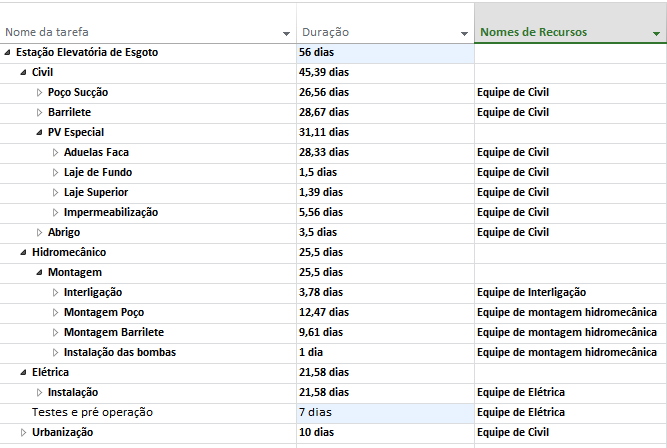 Nome da tarefa Duração Nomes de Recursos
Estação Elevatória de Esgoto 56 dias
Civil 45,39 dias
Poço Sucção 26,56 dias Equipe de Civil
Barrilete 28,67 dias Equipe de Civil
PV Especial 31,11 dias
Aduelas Faca 28,33 dias Equipe de Civil
Laje de Fundo 1,5 dias Equipe de Civil
Laje Superior 1,39 dias Equipe de Civil
Impermeabilização 5,56 dias Equipe de Civil
Abrigo 3,5 dias Equipe de Civil
Hidromecânico 25,5 dias
Montagem 25,5 dias
Interligação 3,78 dias Equipe de Interligação
Montagem Poço 12,47 dias Equipe de montagem hidromecânica
Montagem Barrilete 9,61 dias Equipe de montagem hidromecânica
Instalação das bombas 1 dia Equipe de montagem hidromecânica
Elétrica 21,58 dias
Instalação 21,58 dias Equipe de Elétrica
Testes e pré operação 7 dias Equipe de Elétrica
Urbanização 10 dias Equipe de Civil